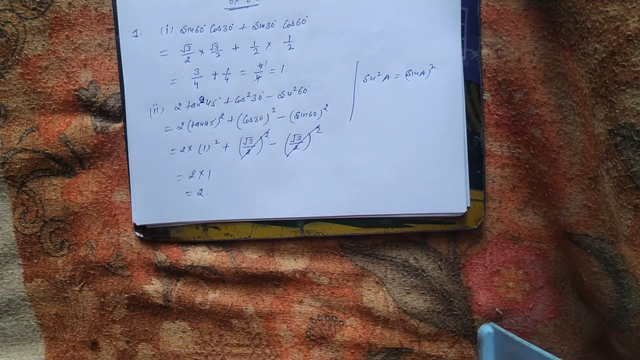 1. (i) Sin60° Cos30° + Sin30° Cos60°
= √3/2 × √3/2 + 1/2 × 1/2
= 3/4 + 1/4 = 4/4 = 1.
(ii) 2 tan²45° + Cos²30° - Sin²60
= 2(tan45)² + (Cos30)² - (Sin60)²
= 2 × (1)² + (√3/2)² - (√3/2)²
= 2 × 1
= 2
Sin²A = (SinA)²